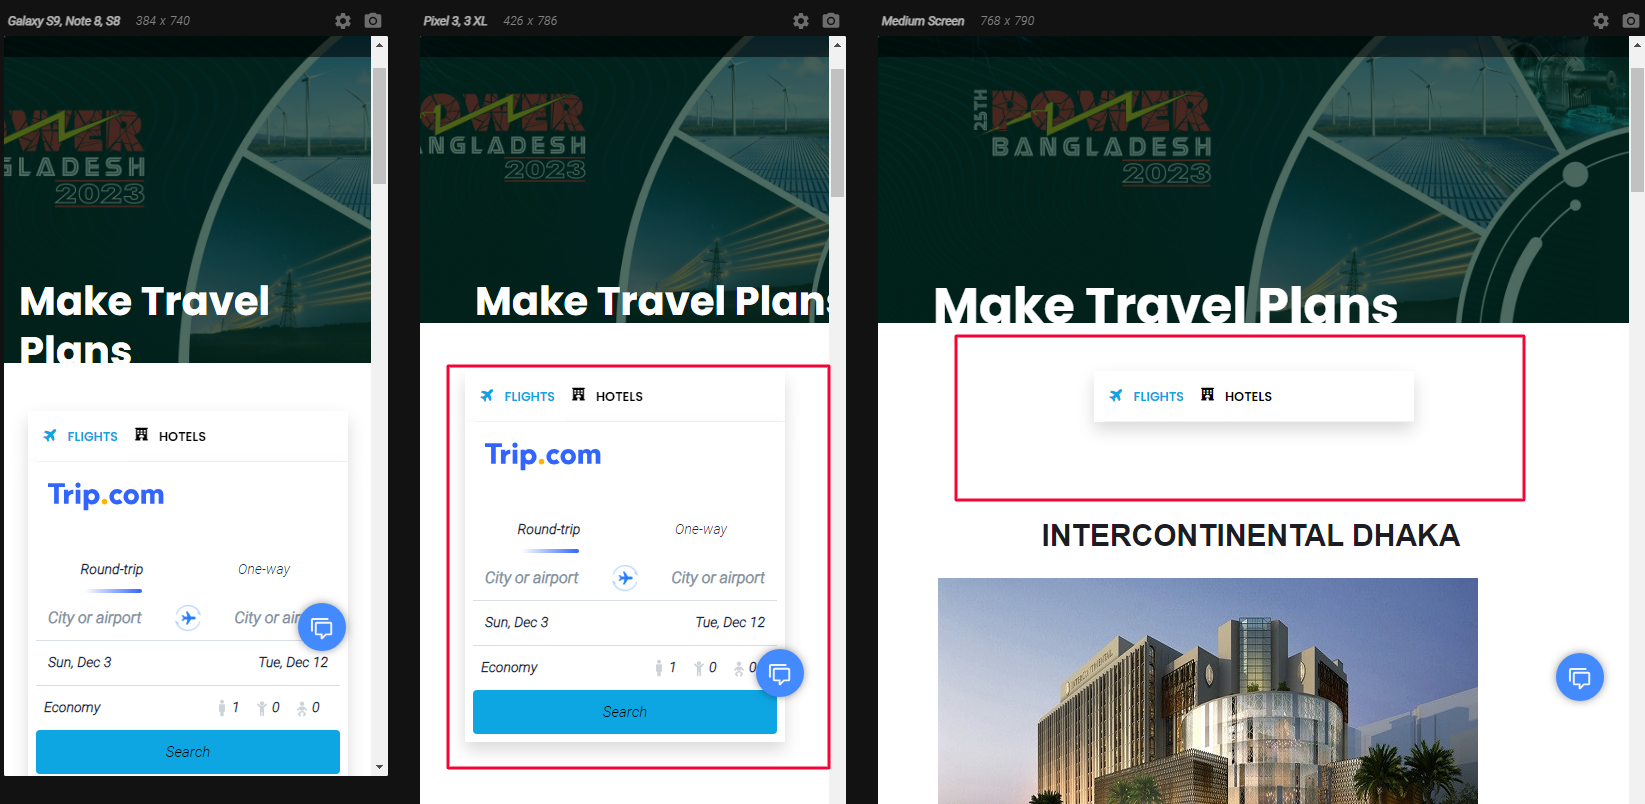 Galaxy S9, Note 8, S8 384 x 740
POWER
GLADESH
2023
Make Travel
Plans
FLIGHTS HOTELS
Trip.com
Round-trip One-way
City or airport City or air
Sun, Dec 3 Tue, Dec 12
Economy 1 0 0
Search
Pixel 3, 3 XL 426 x 786
POWER
ANGLADESH
2023
Make Travel Plans
FLIGHTS HOTELS
Trip.com
Round-trip One-way
City or airport City or airport
Sun, Dec 3 Tue, Dec 12
Economy 1 0 0
Search
Medium Screen 768 x 790
25TH POWER
BANGLADESH
2023
Make Travel Plans
FLIGHTS HOTELS
INTERCONTINENTAL DHAKA
INTERCONTINENTAL